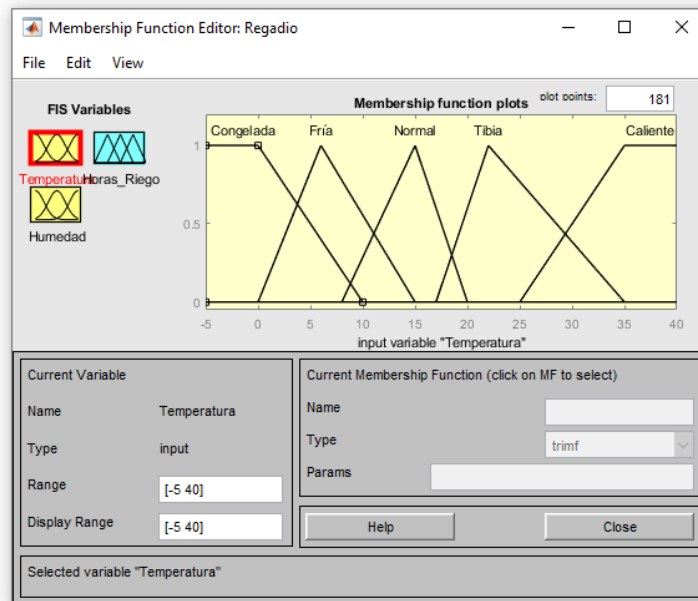 Membership Function Editor: Regadio
File Edit View
FIS Variables
Temperatura
Horas_Riego
Humedad
Membership function plots
plot points:
181
Congelada Fría Normal Tibia Caliente
1
0.5
0
-5 0 5 10 15 20 25 30 35 40
input variable "Temperatura"
Current Variable
Name Temperatura
Type input
Range [-5 40]
Display Range [-5 40]
Current Membership Function (click on MF to select)
Name
Type trimf
Params
Help Close
Selected variable "Temperatura"